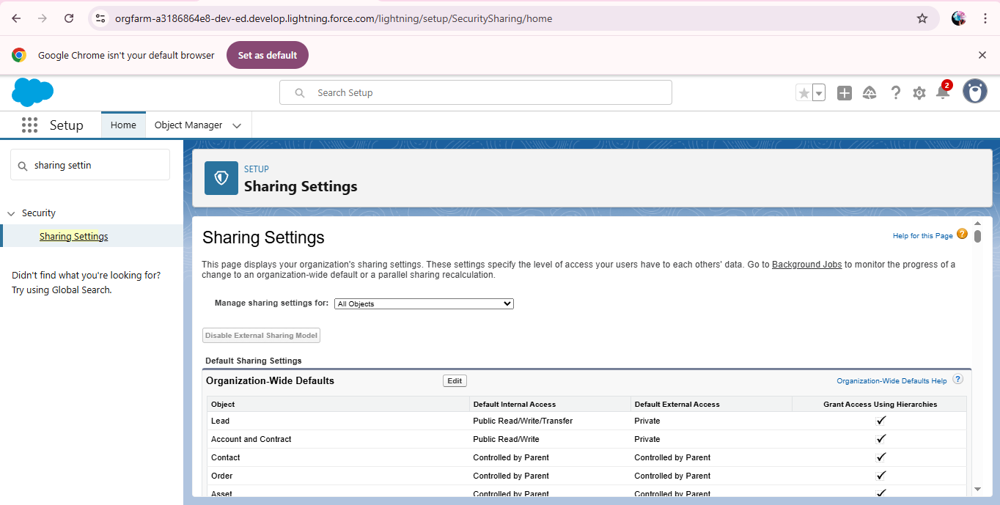 orgfarm-a3186864e8-dev-ed.develop.lightning.force.com/lightning/setup/SecuritySharing/home
Google Chrome isn't your default browser Set as default
Search Setup
2
Setup Home Object Manager
sharing settin
Security
Sharing Settings
Didn't find what you're looking for?
Try using Global Search.
SETUP
Sharing Settings
Sharing Settings
Help for this Page ?
This page displays your organization's sharing settings. These settings specify the level of access your users have to each others' data. Go to Background Jobs to monitor the progress of a
change to an organization-wide default or a parallel sharing recalculation.
Manage sharing settings for: All Objects
Disable External Sharing Model
Default Sharing Settings
Organization-Wide Defaults Edit Organization-Wide Defaults Help ?
Object Default Internal Access Default External Access Grant Access Using Hierarchies
Lead Public Read/Write/Transfer Private
Account and Contract Public Read/Write Private
Contact Controlled by Parent Controlled by Parent
Order Controlled by Parent Controlled by Parent
Asset Controlled by Parent Controlled by Parent